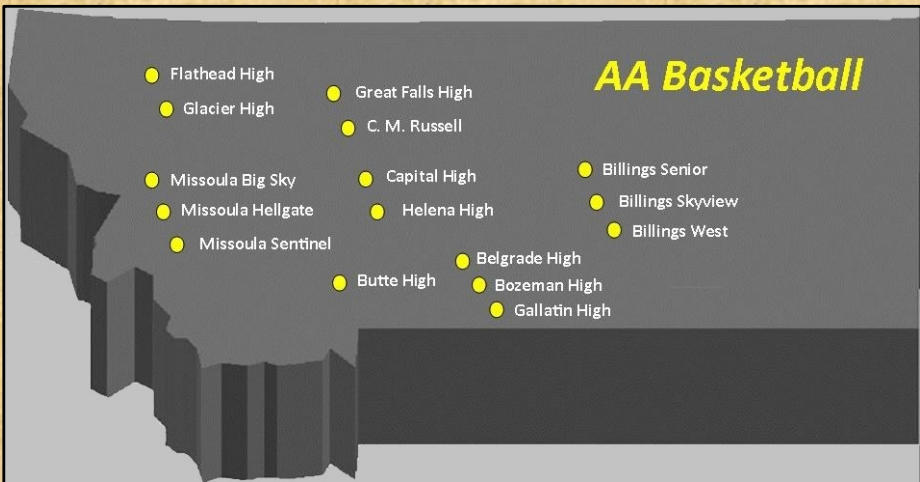 AA Basketball
Flathead High
Glacier High
Great Falls High
C. M. Russell
Missoula Big Sky
Missoula Hellgate
Missoula Sentinel
Capital High
Helena High
Butte High
Belgrade High
Bozeman High
Gallatin High
Billings Senior
Billings Skyview
Billings West